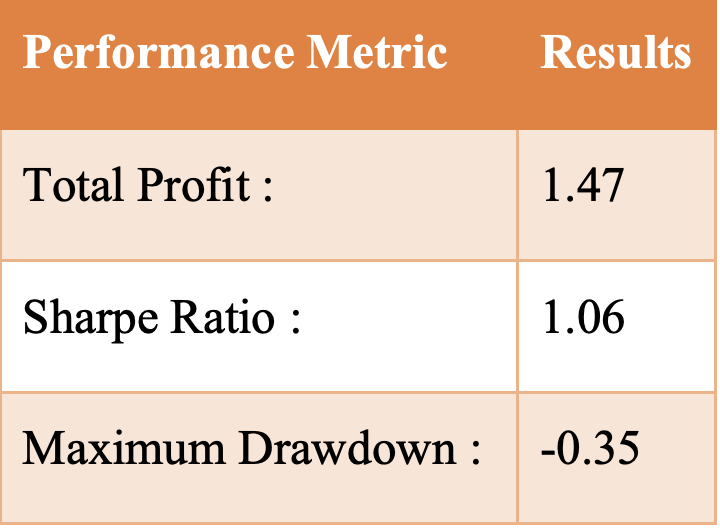 Performance Metric Results
Total Profit : 1.47
Sharpe Ratio : 1.06
Maximum Drawdown : -0.35